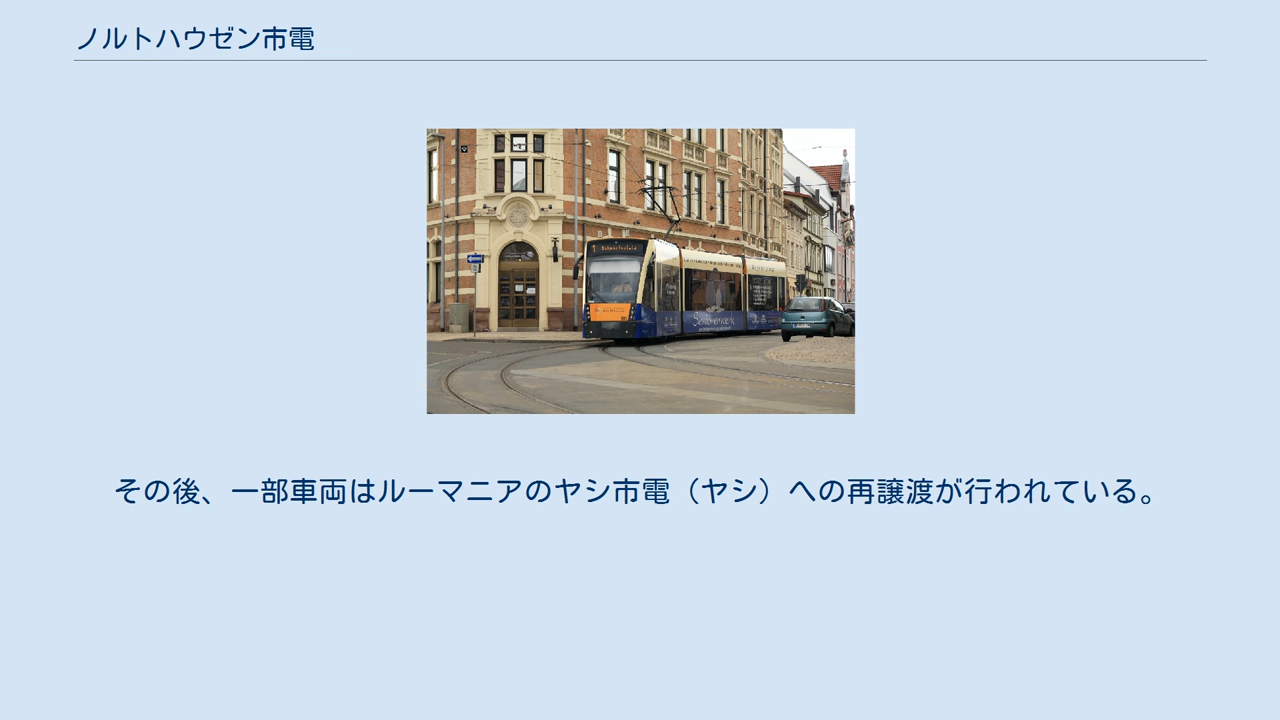 ノルトハウゼン市電
その後、一部車両はルーマニアのヤシ市電（ヤシ）への再譲渡が行われている。